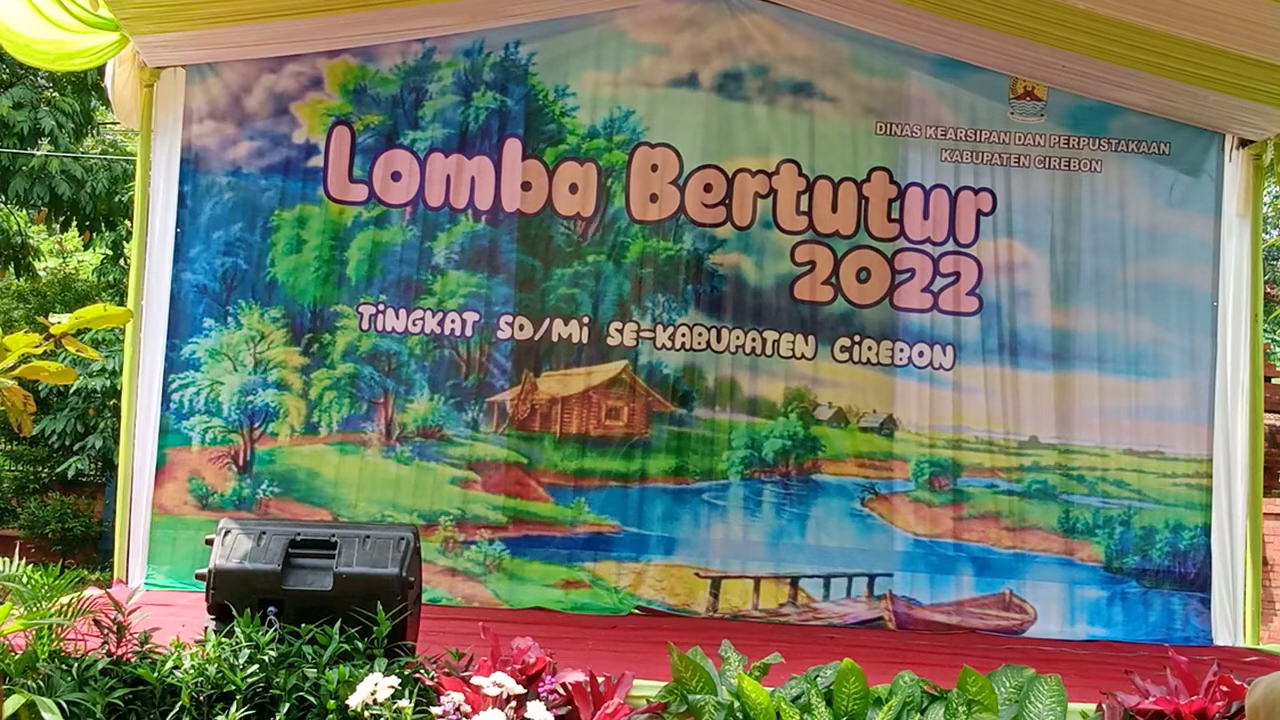 DINAS KEARSIPAN DAN PERPUSTAKAAN
KABUPATEN CIREBON
Lomba Bertutur
2022
TiNGKAT SD/Mi SE-KABUPATEN CiREBON